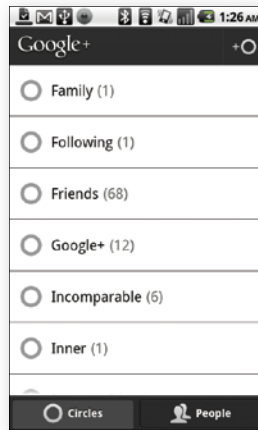 1:26 AM
Google+
+O
Family (1)
Following (1)
Friends (68)
Google+ (12)
Incomparable (6)
Inner (1)
Circles People